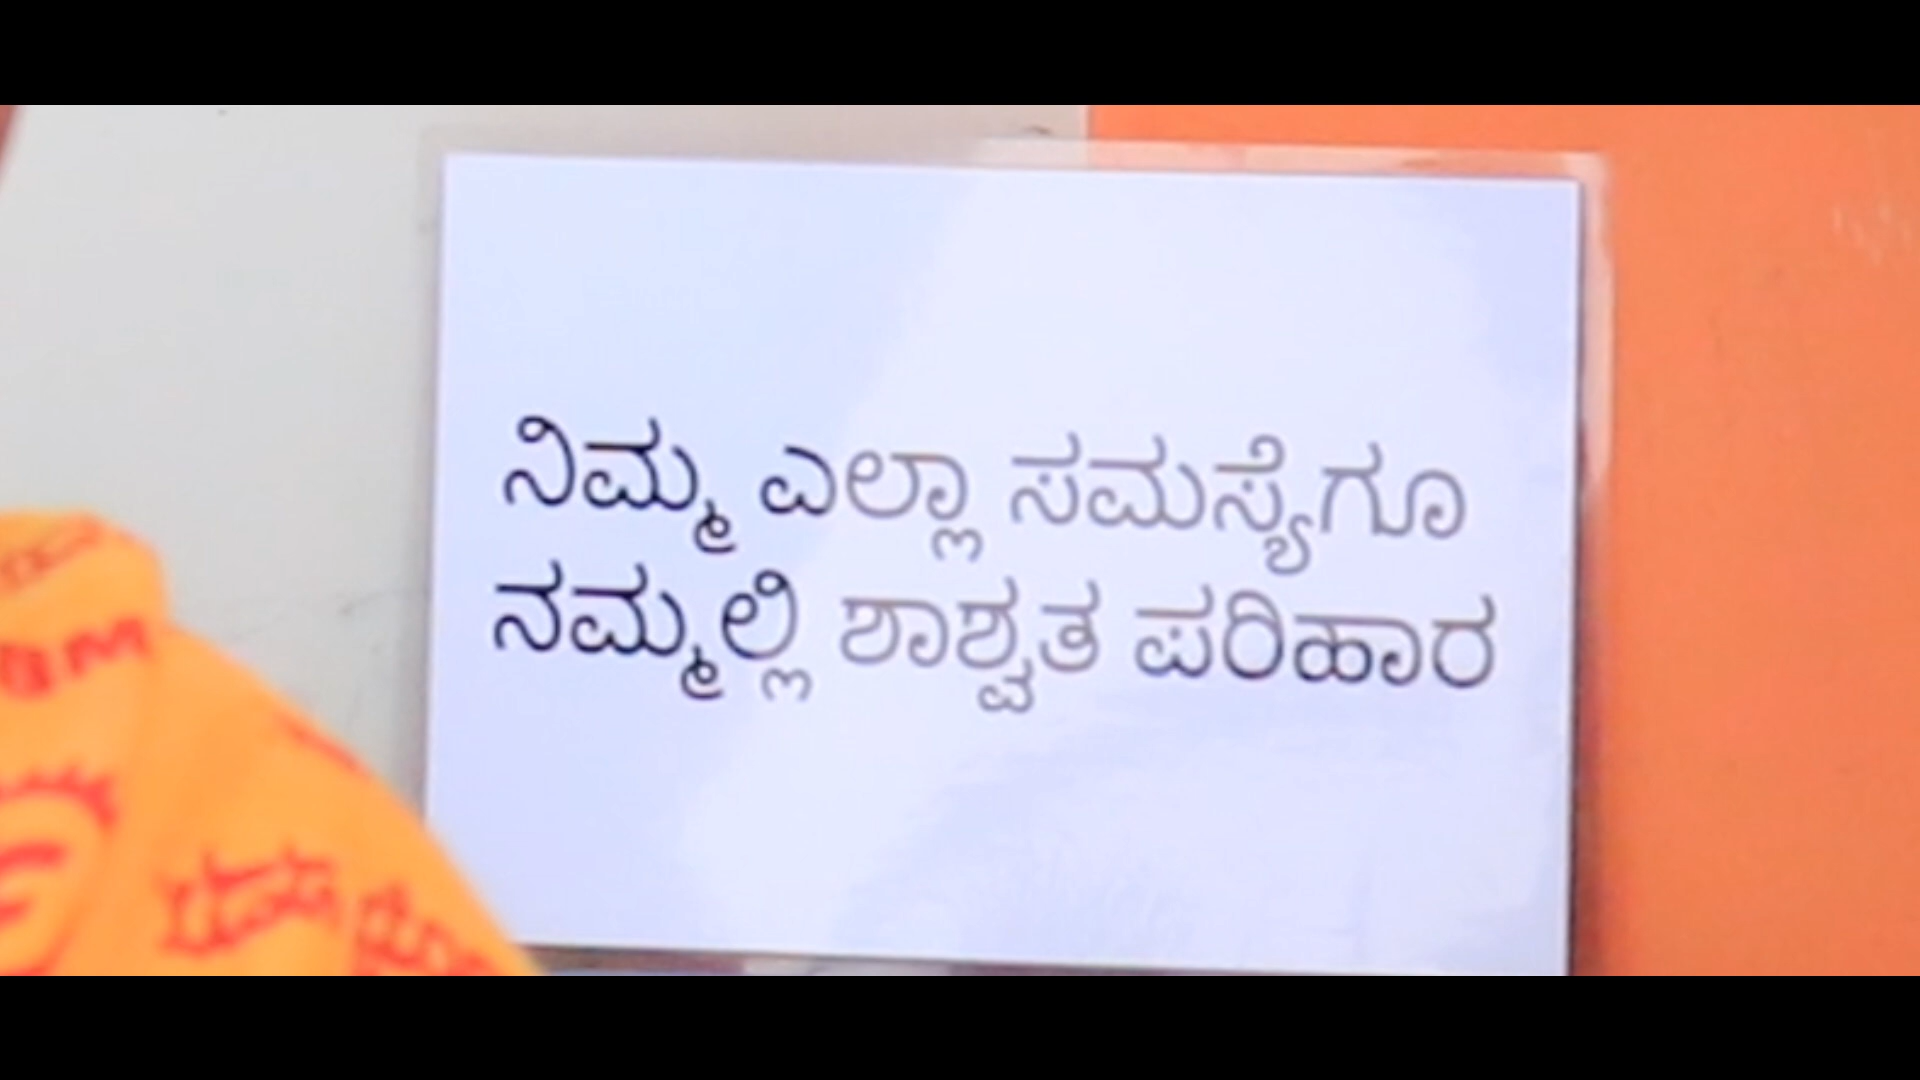 ನಿಮ್ಮ ಎಲ್ಲಾ ಸಮಸ್ಯೆಗೂ
ನಮ್ಮಲ್ಲಿ ಶಾಶ್ವತ ಪರಿಹಾರ